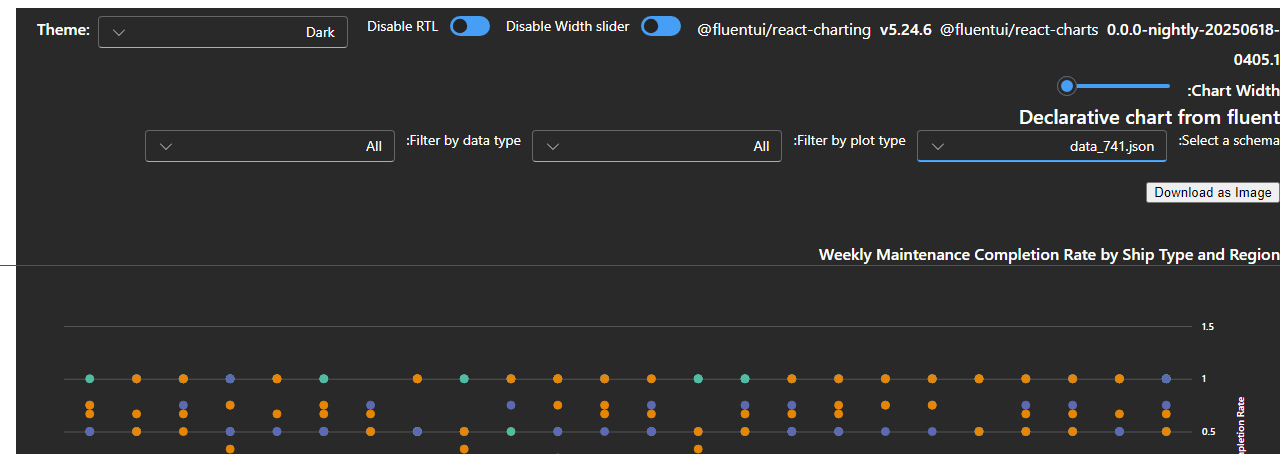 Theme: Dark Disable RTL Disable Width slider @fluentui/react-charting v5.24.6 @fluentui/react-charts 0.0.0-nightly-20250618-
0405.1
:Chart Width
Declarative chart from fluent
:Select a schema data_741.json :Filter by plot type All :Filter by data type All
Download as Image
Weekly Maintenance Completion Rate by Ship Type and Region
1.5
1
0.5
pletion Rate